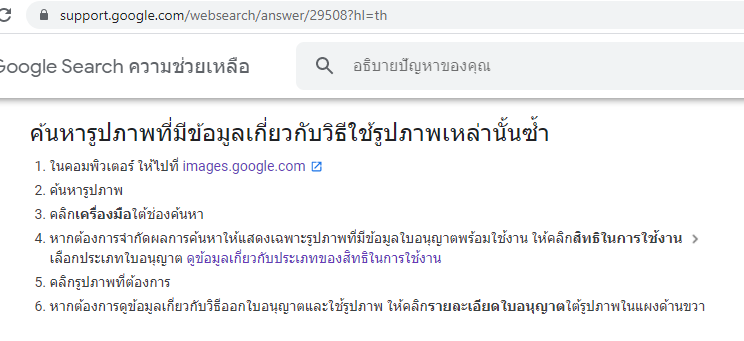 support.google.com/websearch/answer/29508?hl=th
Google Search ความช่วยเหลือ
อธิบายปัญหาของคุณ
ค้นหารูปภาพที่มีข้อมูลเกี่ยวกับวิธีใช้รูปภาพเหล่านั้นซ้ำ
1. ในคอมพิวเตอร์ ให้ไปที่ images.google.com
2. ค้นหารูปภาพ
3. คลิกเครื่องมือใต้ช่องค้นหา
4. หากต้องการจำกัดผลการค้นหาให้แสดงเฉพาะรูปภาพที่มีข้อมูลใบอนุญาตพร้อมใช้งาน ให้คลิกสิทธิในการใช้งาน >
เลือกประเภทใบอนุญาต ดูข้อมูลเกี่ยวกับประเภทของสิทธิในการใช้งาน
5. คลิกรูปภาพที่ต้องการ
6. หากต้องการดูข้อมูลเกี่ยวกับวิธีออกใบอนุญาตและใช้รูปภาพ ให้คลิกรายละเอียดใบอนุญาตใต้รูปภาพในแผงด้านขวา